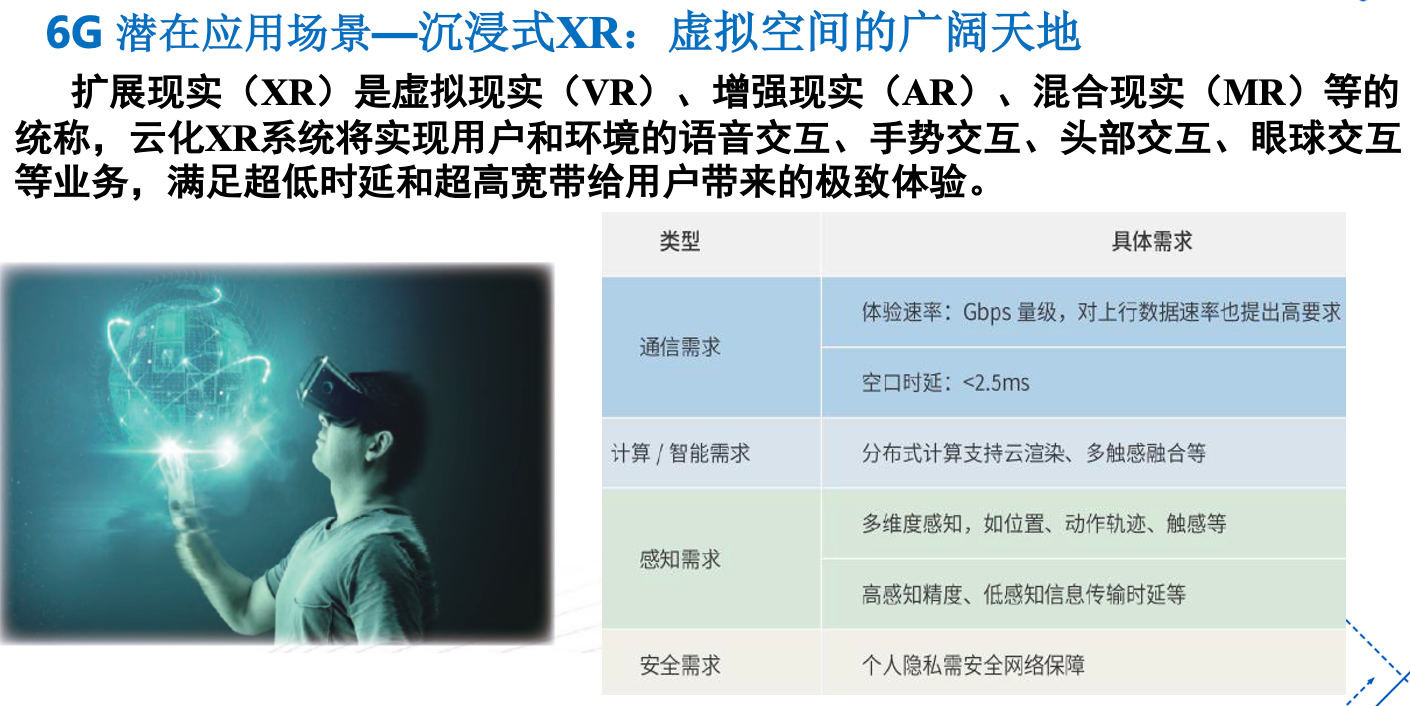 6G 潜在应用场景—沉浸式XR：虚拟空间的广阔天地
扩展现实（XR）是虚拟现实（VR）、增强现实（AR）、混合现实（MR）等的
统称，云化XR系统将实现用户和环境的语音交互、手势交互、头部交互、眼球交互
等业务，满足超低时延和超高宽带给用户带来的极致体验。
类型
具体需求
通信需求
体验速率：Gbps 量级，对上行数据速率也提出高要求
空口时延：<2.5ms
计算 / 智能需求
分布式计算支持云渲染、多触感融合等
感知需求
多维度感知，如位置、动作轨迹、触感等
高感知精度、低感知信息传输时延等
安全需求
个人隐私需安全网络保障